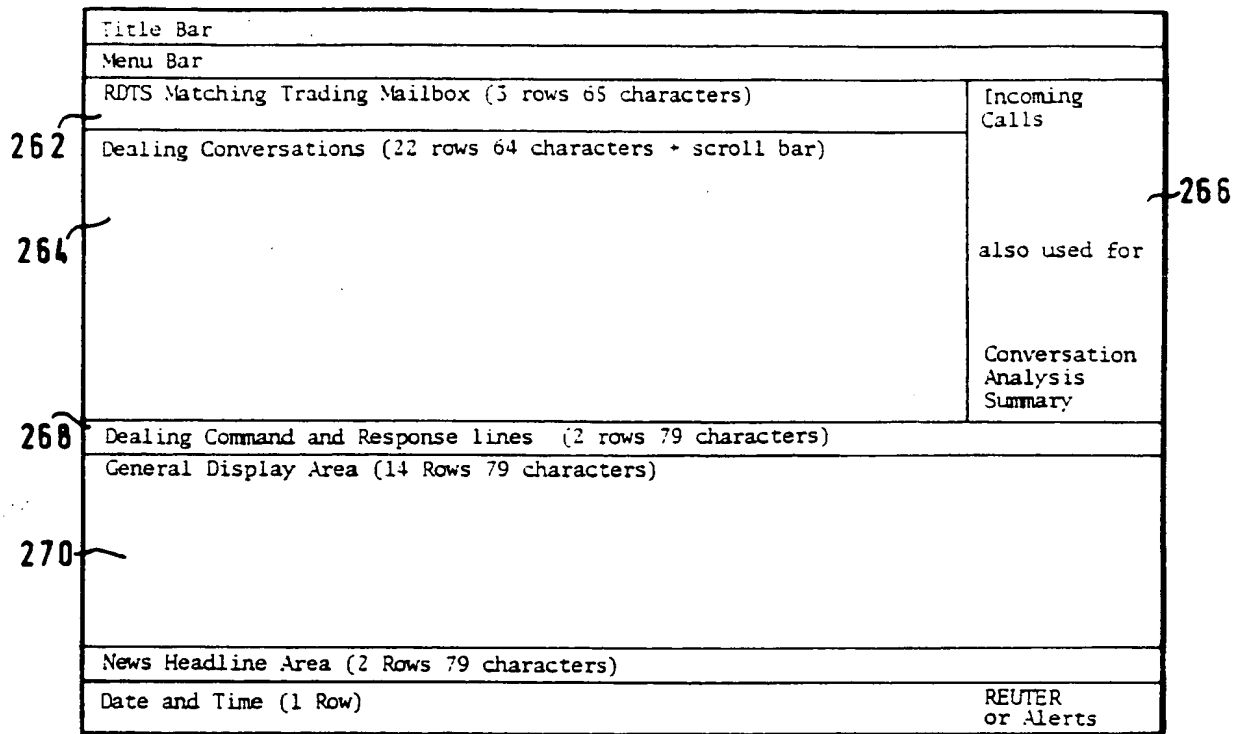 Title Bar
Menu Bar
RDTS Matching Trading Mailbox (3 rows 65 characters)
Incoming
Calls
262
Dealing Conversations (22 rows 64 characters + scroll bar)
266
264
also used for
Conversation
Analysis
Summary
268
Dealing Command and Response lines (2 rows 79 characters)
General Display Area (14 Rows 79 characters)
270
News Headline Area (2 Rows 79 characters)
Date and Time (1 Row)
REUTER
or Alerts